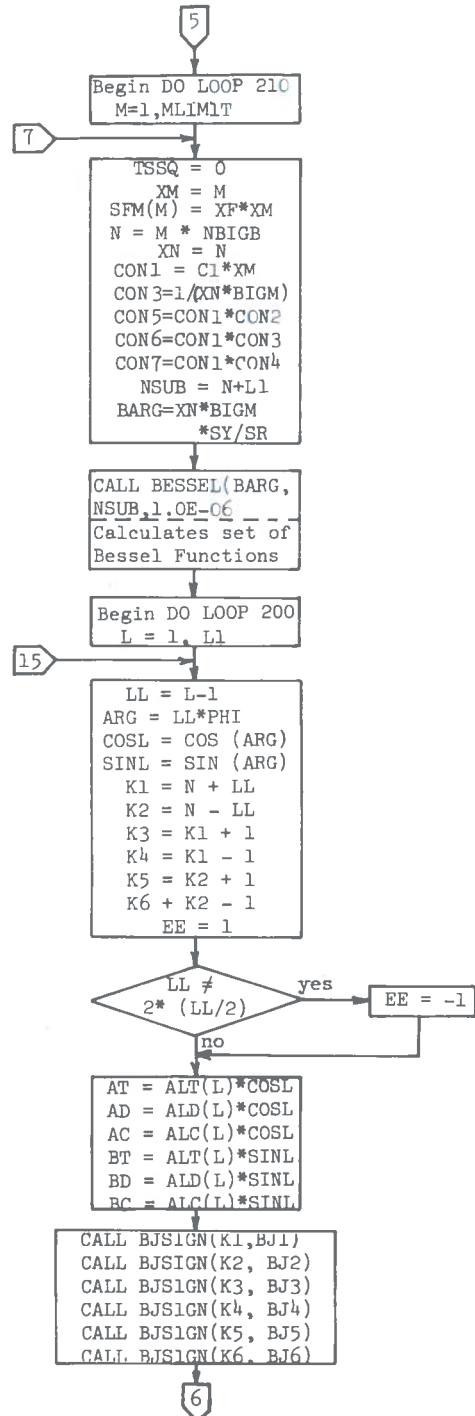 5
Begin DO LOOP 210
M=1,ML1M1T
7
TSSQ = 0
XM = M
SFM(M) = XF*XM
N = M * NBIGB
XN = N
CON1 = C1*XM
CON3=1/(XN*BIGM)
CON5=CON1*CON2
CON6=CON1*CON3
CON7=CON1*CON4
NSUB = N+L1
BARG=XN*BIGM
*SY/SR
CALL BESSEL(BARG,
NSUB,1.0E-06
Calculates set of
Bessel Functions
Begin DO LOOP 200
L = 1, L1
15
LL = L-1
ARG = LL*PHI
COSL = COS (ARG)
SINL = SIN (ARG)
K1 = N + LL
K2 = N - LL
K3 = K1 + 1
K4 = K1 - 1
K5 = K2 + 1
K6 + K2 - 1
EE = 1
LL ≠
2* (LL/2)
yes
EE = -1
no
AT = ALT(L)*COSL
AD = ALD(L)*COSL
AC = ALC(L)*COSL
BT = ALT(L)*SINL
BD = ALD(L)*SINL
BC = ALC(L)*SINL
CALL BJS1GN(K1,BJ1)
CALL BJSIGN(K2, BJ2)
CALL BJS1GN(K3, BJ3)
CALL BJS1GN(K4, BJ4)
CALL BJS1GN(K5, BJ5)
CALL BJS1GN(K6, BJ6)
6